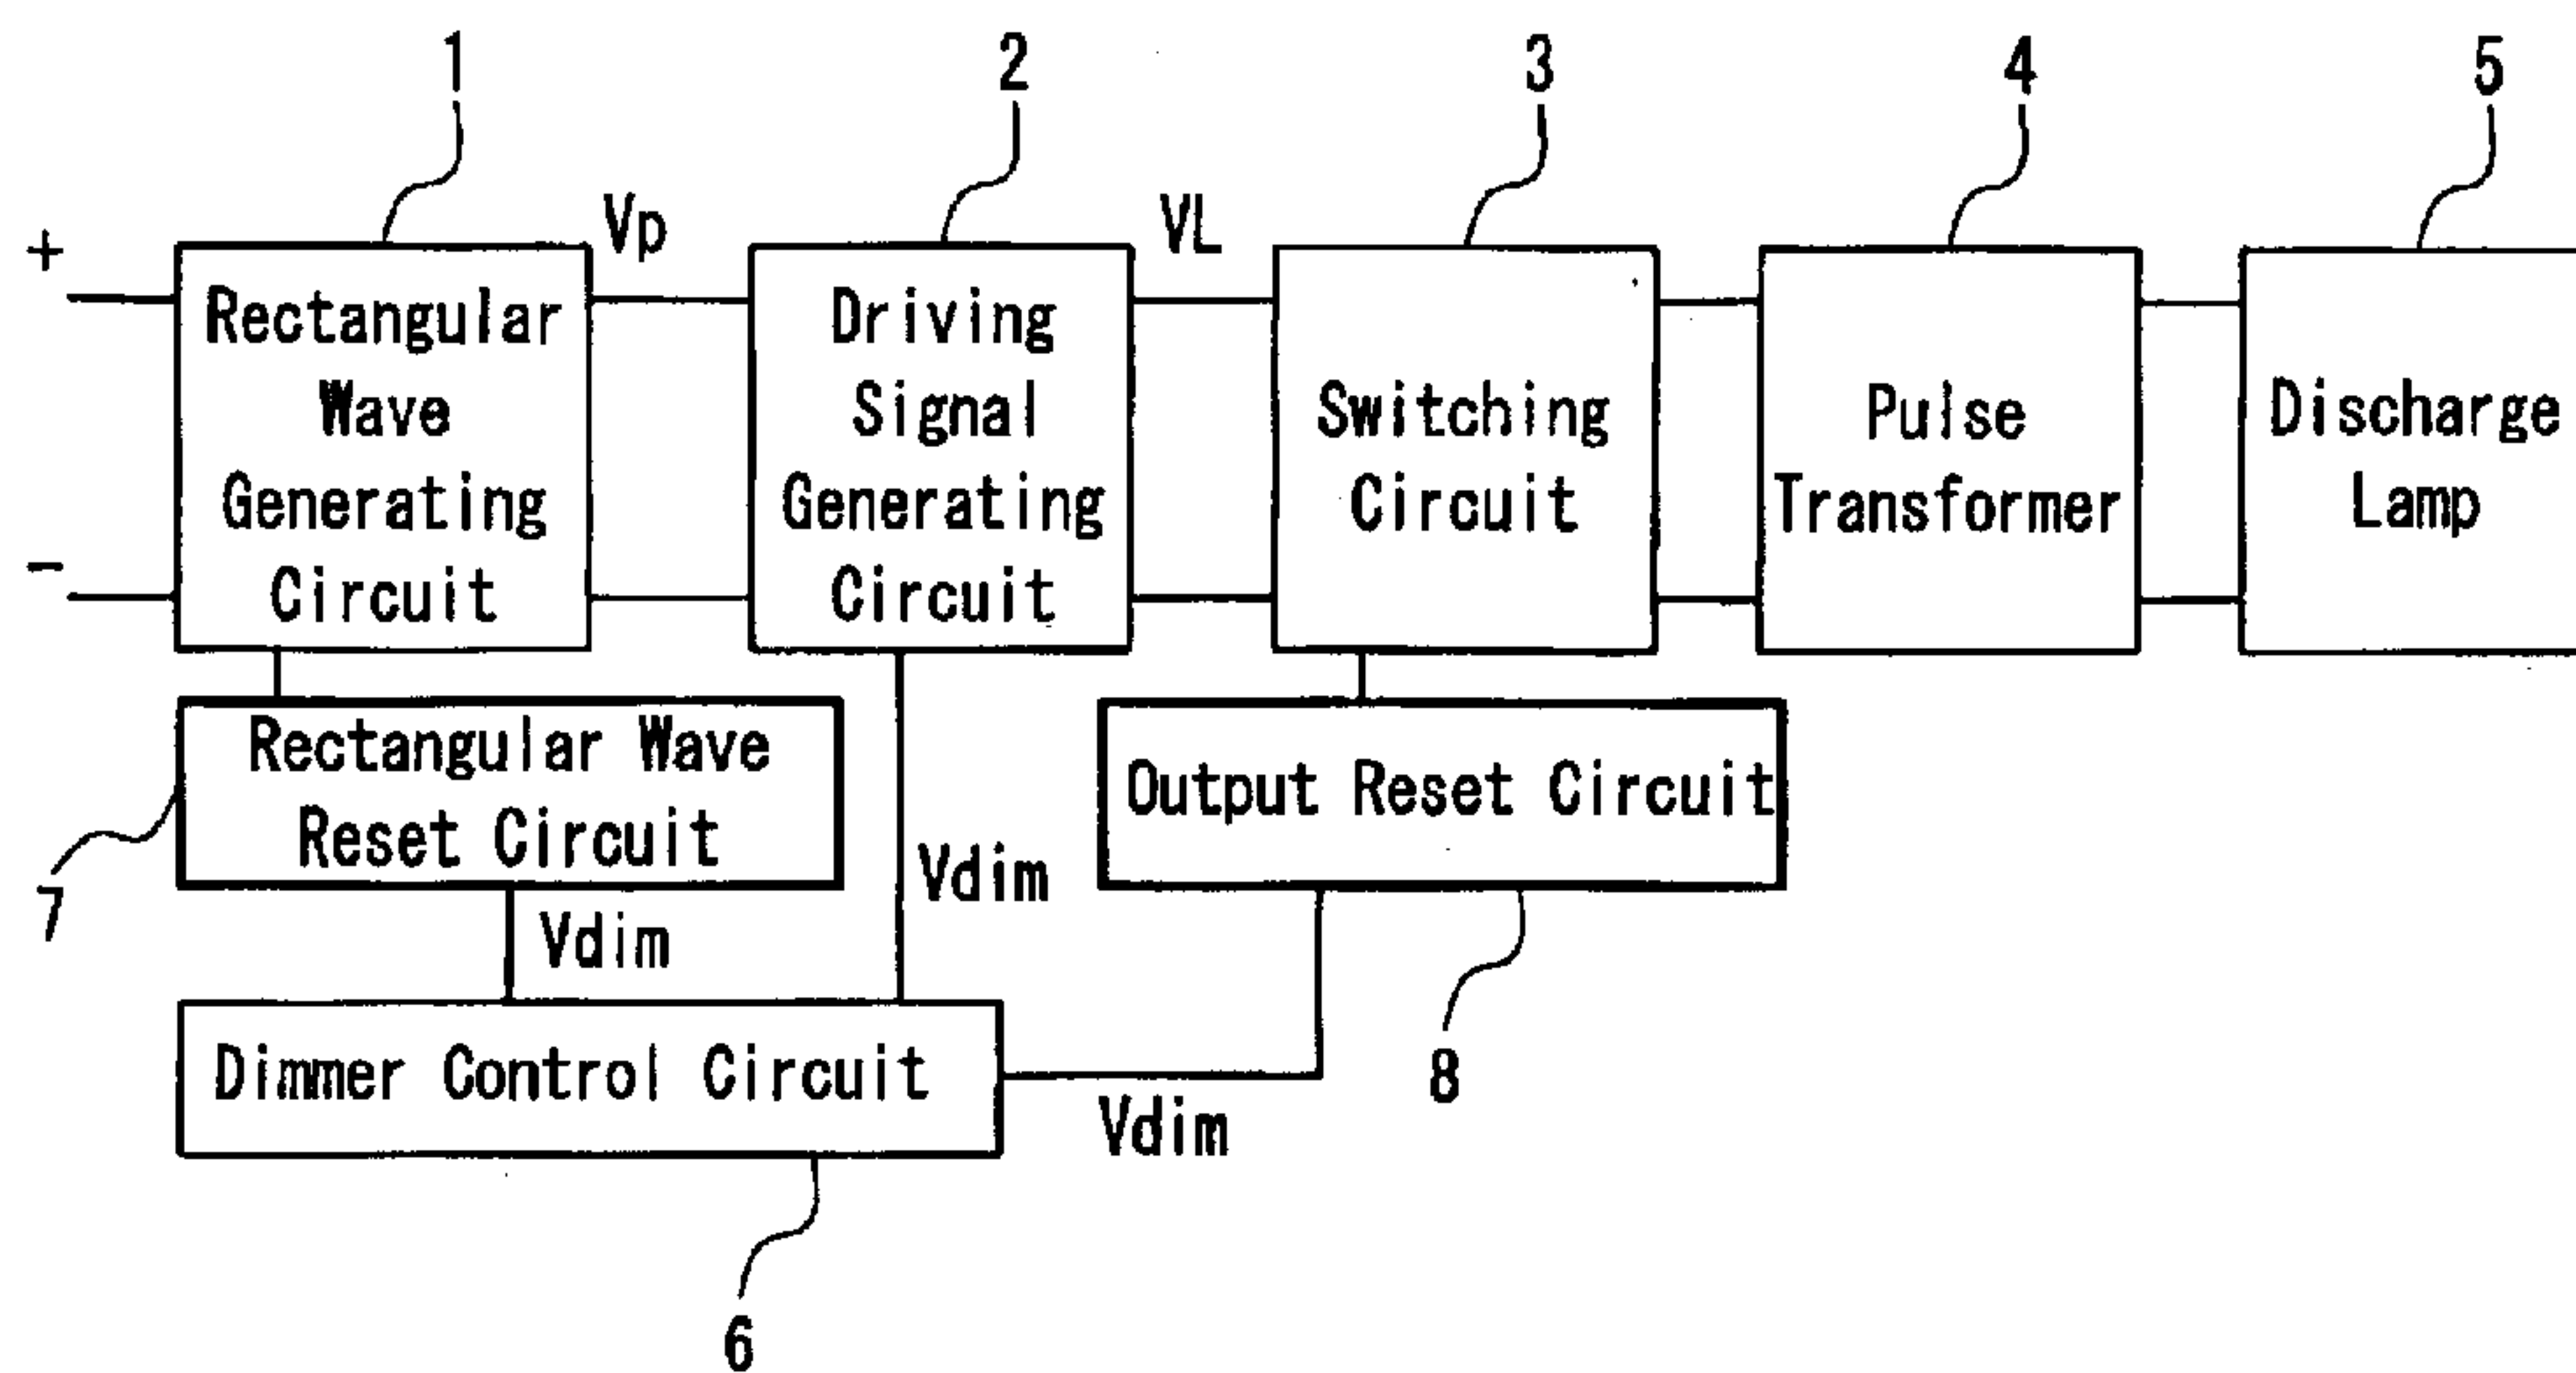 1
2
3
4
5
+
Vp
VL
Rectangular
Wave
Generating
Circuit
Driving
Signal
Generating
Circuit
Switching
Circuit
Pulse
Transformer
Discharge
Lamp
-
Rectangular Wave
Reset Circuit
Output Reset Circuit
7
Vdim
Vdim
Dimmer Control Circuit
Vdim
8
6